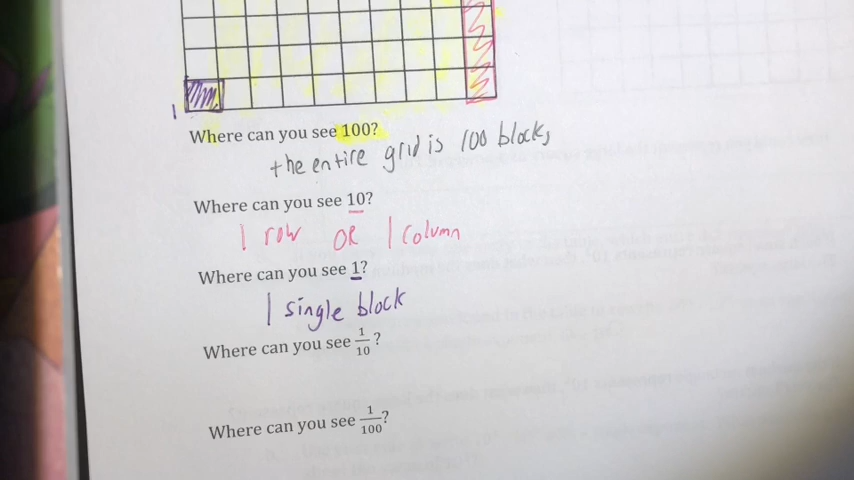 1
Where can you see 100?
the entire grid is 100 blocks
Where can you see 10?
1 row OR 1 column
Where can you see 1?
1 single block
Where can you see 1/10?
Where can you see 1/100?